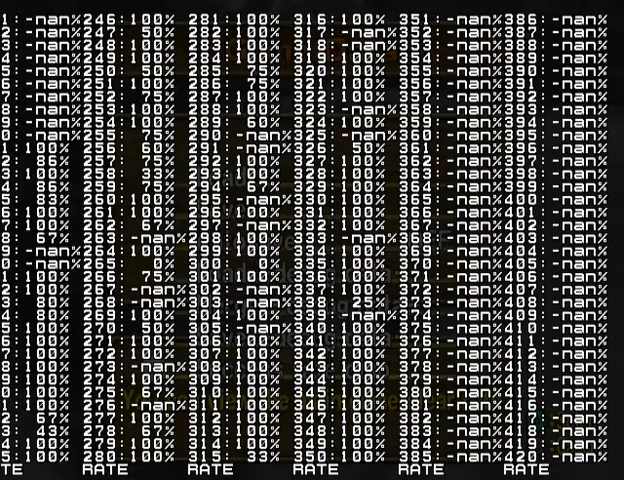 1:-nan%246:100% 281:100% 316:100% 351:-nan%386:-nan%
2:-nan%247: 50% 282:100% 317:-nan%352:-nan%387:-nan%
3:-nan%248:100% 283:100% 318:-nan%353:-nan%388:-nan%
4:-nan%249:100% 284:100% 319:100% 354:-nan%389:-nan%
5:-nan%250: 50% 285: 75% 320:100% 355:-nan%390:-nan%
6:-nan%251:100% 286: 75% 321:100% 356:-nan%391:-nan%
7:-nan%252: 75% 287:100% 322:100% 357:-nan%392:-nan%
8:-nan%253:100% 288:100% 323:-nan%358:-nan%393:-nan%
9:-nan%254:100% 289: 60% 324:100% 359:-nan%394:-nan%
0:-nan%255: 75% 290:-nan%325:-nan%360:-nan%395:-nan%
1:100% 256: 60% 291:100% 326: 50% 361:-nan%396:-nan%
2: 86% 257: 75% 292:100% 327:100% 362:-nan%397:-nan%
3:100% 258: 33% 293:100% 328:100% 363:-nan%398:-nan%
4: 86% 259: 75% 294: 67% 329:100% 364:-nan%399:-nan%
5: 83% 260:100% 295:-nan%330:100% 365:-nan%400:-nan%
6:100% 261:100% 296:100% 331:100% 366:-nan%401:-nan%
7:100% 262: 67% 297:-nan%332:100% 367:-nan%402:-nan%
8: 67% 263:-nan%298:100% 333:-nan%368:-nan%403:-nan%
9:-nan%264:100% 299:100% 334:100% 369:-nan%404:-nan%
0:-nan%265:100% 300:100% 335:100% 370:-nan%405:-nan%
1:100% 266: 75% 301:100% 336:100% 371:-nan%406:-nan%
2:100% 267:-nan%302:-nan%337:100% 372:-nan%407:-nan%
3: 80% 268:-nan%303:-nan%338: 25% 373:-nan%408:-nan%
4: 80% 269:100% 304:100% 339:-nan%374:-nan%409:-nan%
5:100% 270: 50% 305:-nan%340:100% 375:-nan%410:-nan%
6:100% 271:100% 306:100% 341:100% 376:-nan%411:-nan%
7:100% 272:100% 307:100% 342:100% 377:-nan%412:-nan%
8:100% 273:-nan%308:100% 343:100% 378:-nan%413:-nan%
9:100% 274:100% 309:100% 344:100% 379:-nan%414:-nan%
0:100% 275: 67% 310:100% 345:100% 380:-nan%415:-nan%
1:100% 276:-nan%311:100% 346:100% 381:-nan%416:-nan%
2: 277:100% 312:100% 347:100% 382:-nan%417:-nan%
3: 43% 278: 67% 313:100% 348:100% 383:-nan%418:-nan%
4:100% 279:100% 314:100% 349:100% 384:-nan%419:-nan%
5:100% 280:100% 315: 33% 350:100% 385:-nan%420:-nan%
TE RATE RATE RATE RATE RATE